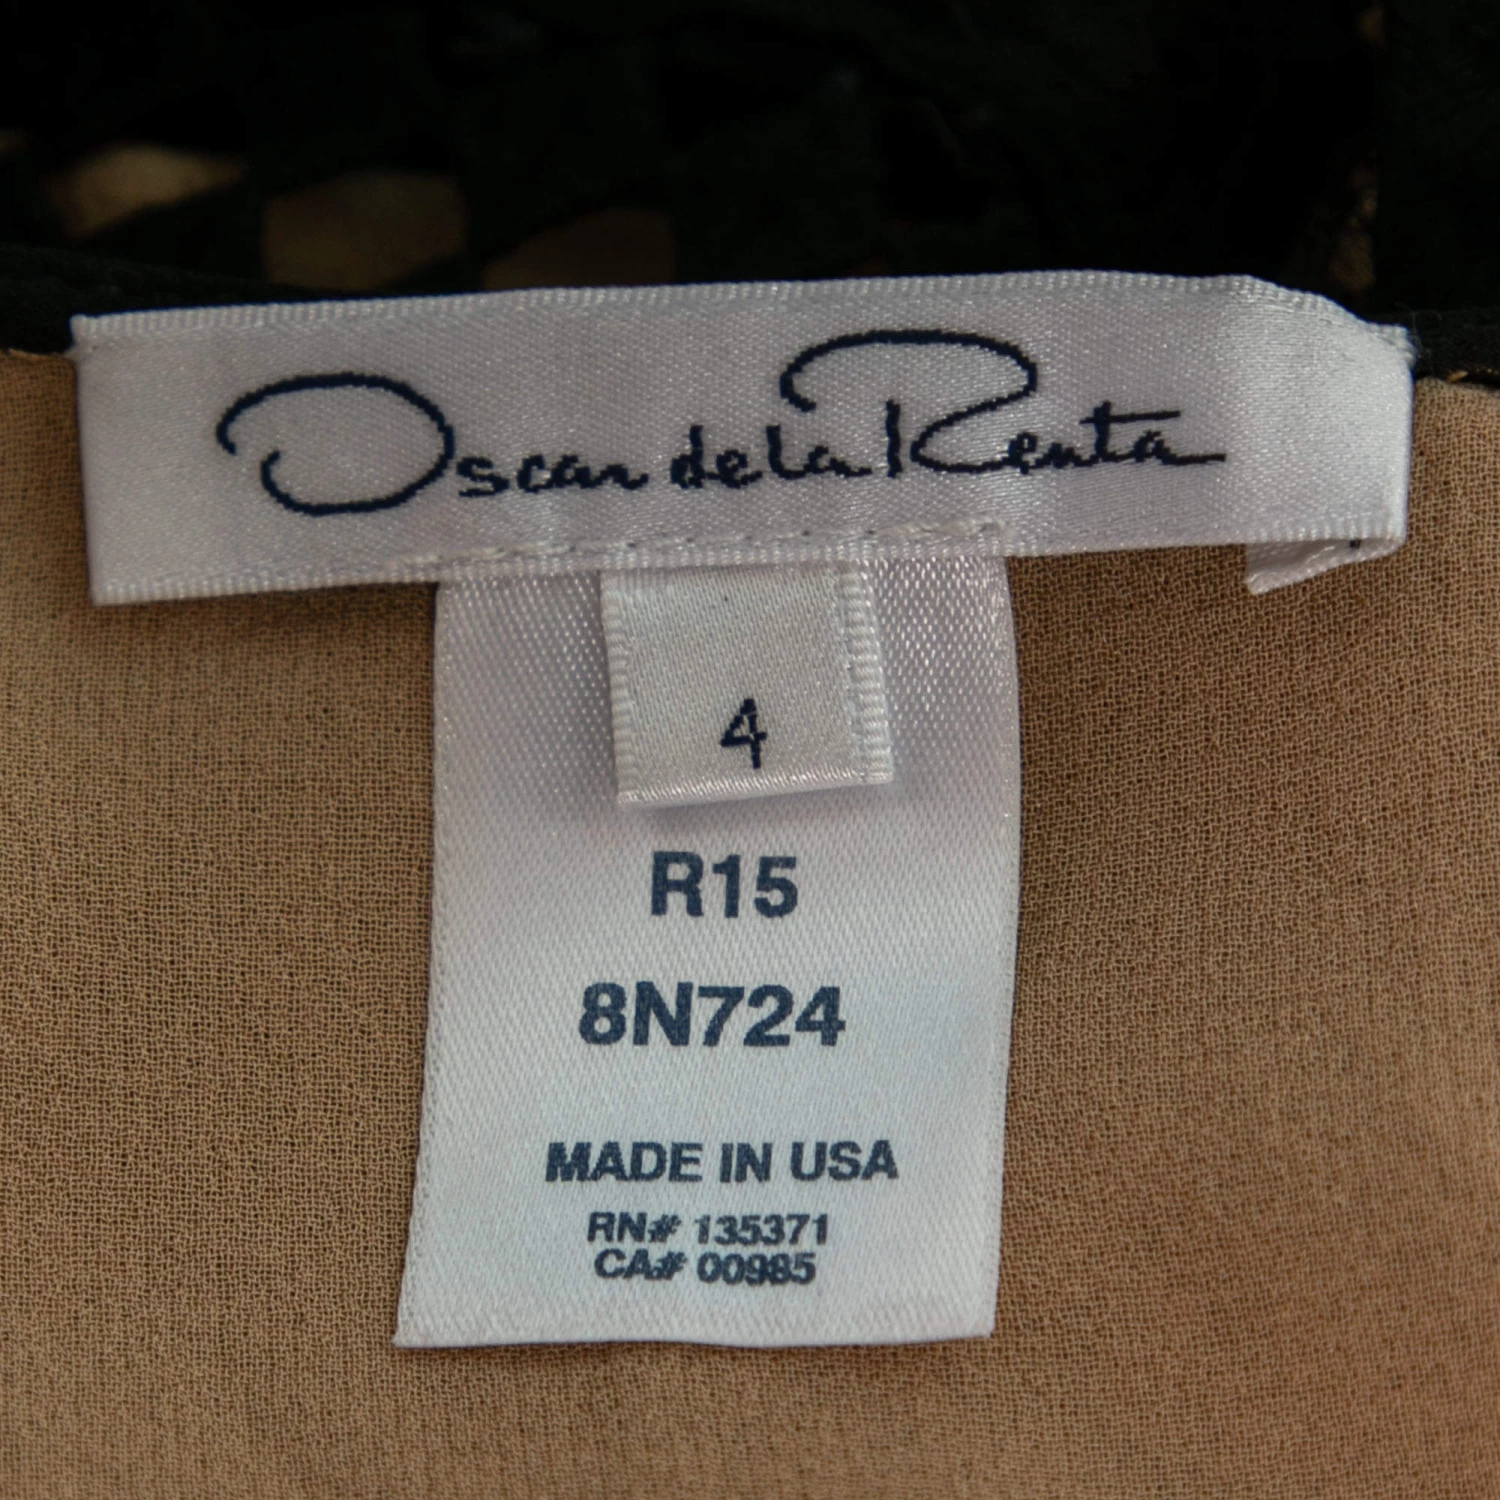 Oscar de la Renta
4
R15
8N724
MADE IN USA
RN# 135371
CA# 00985